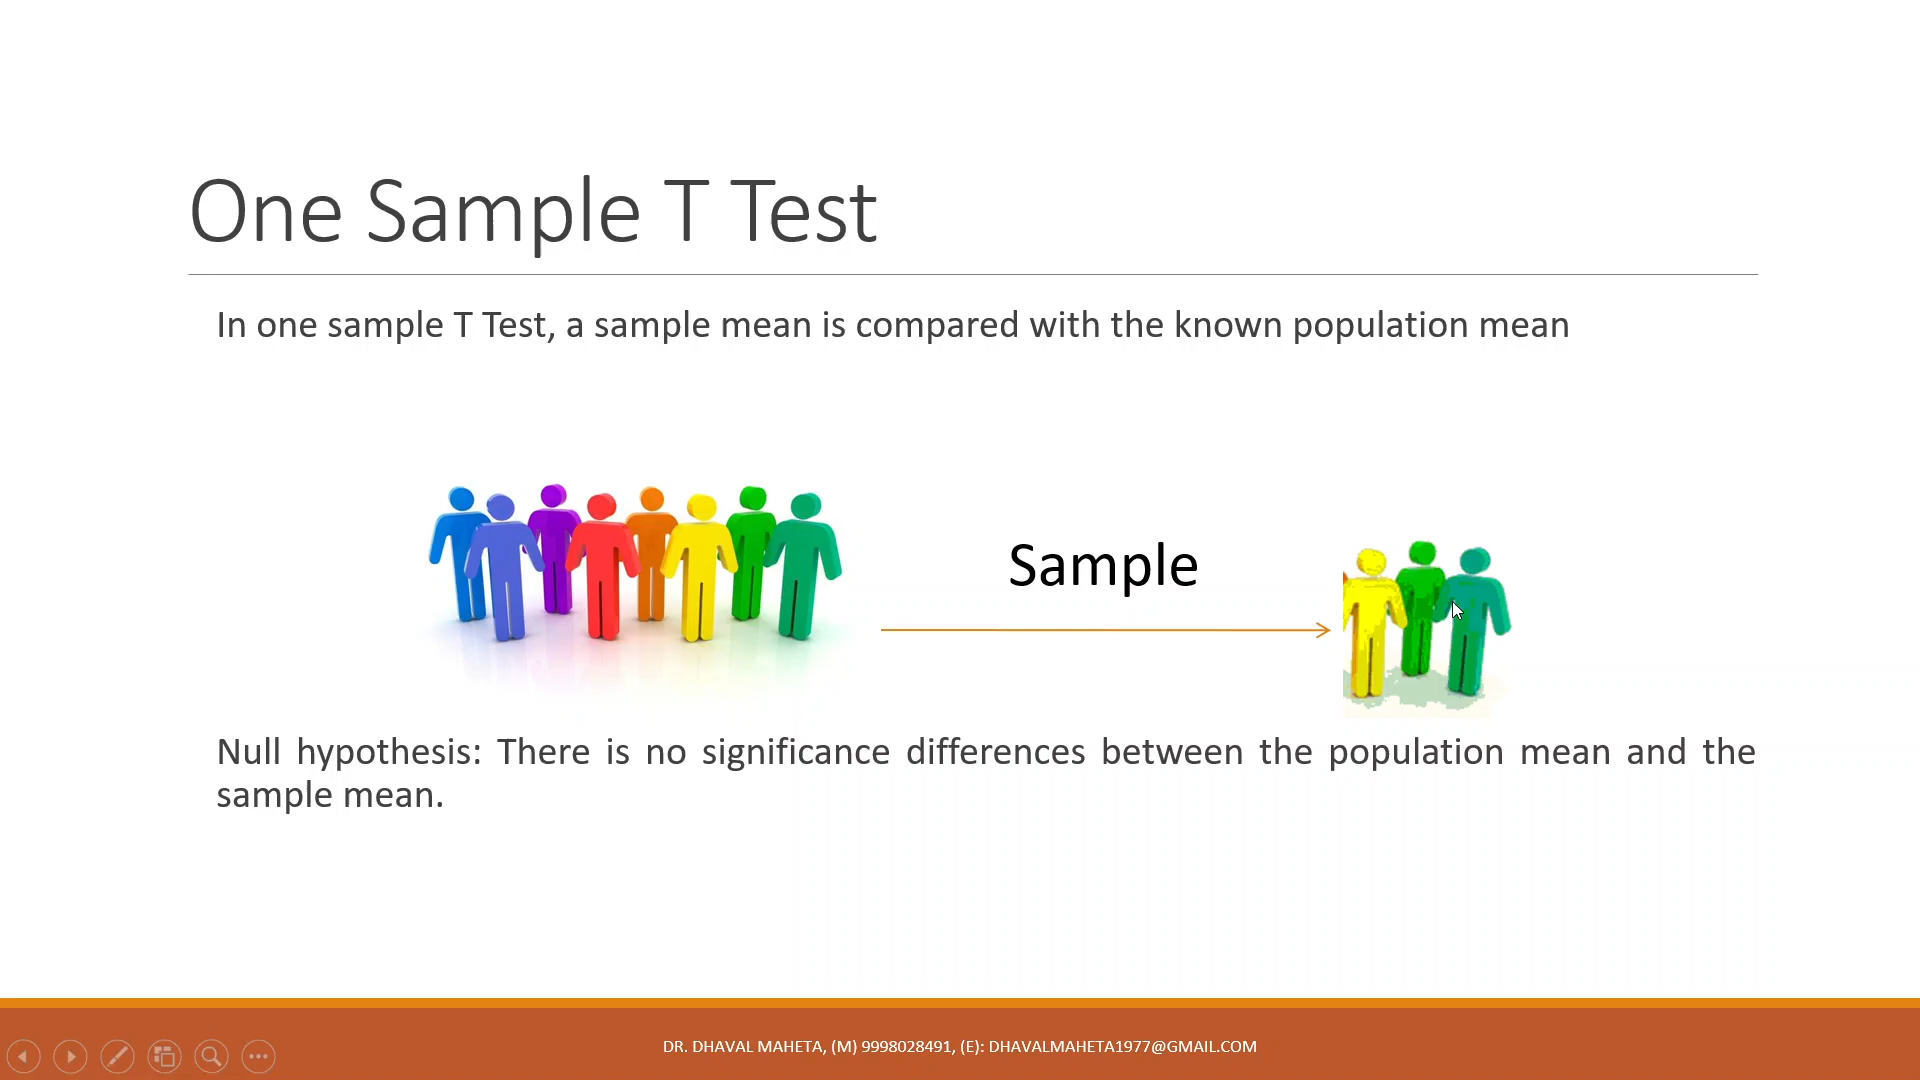 One Sample T Test
In one sample T Test, a sample mean is compared with the known population mean
Sample
Null hypothesis: There is no significance differences between the population mean and the
sample mean.
DR. DHAVAL MAHETA, (M) 9998028491, (E): DHAVALMAHETA1977@GMAIL.COM